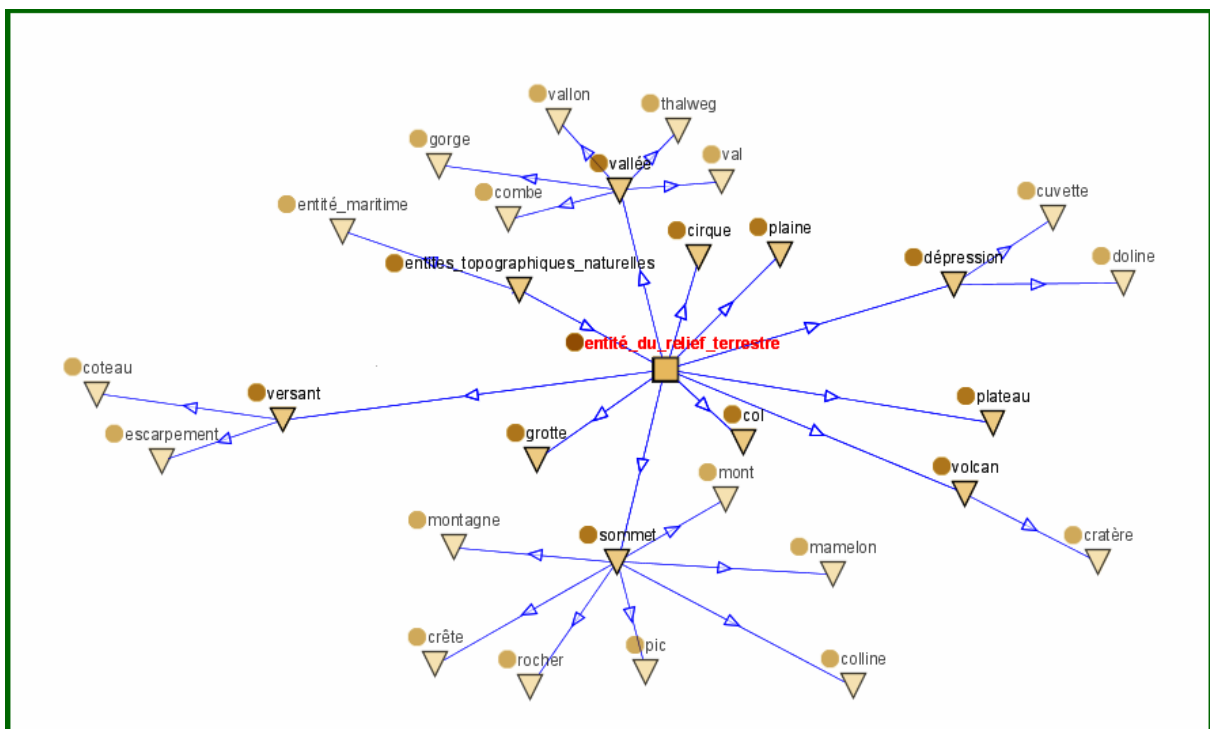 vallon
thalweg
gorge
vallée
val
combe
cuvette
entité_maritime
cirque
plaine
dépression
doline
entites_topographiques_naturelles
entité_du_relief_terrestre
coteau
versant
plateau
escarpement
grotte
col
volcan
mont
montagne
sommet
mamelon
cratère
crête
rocher
pic
colline